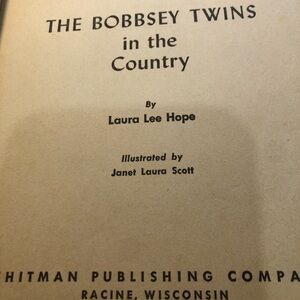 THE BOBBSEY TWINS
in the
Country
By
Laura Lee Hope
Illustrated by
Janet Laura Scott
HITMAN PUBLISHING COMPA
RACINE, WISCONSIN